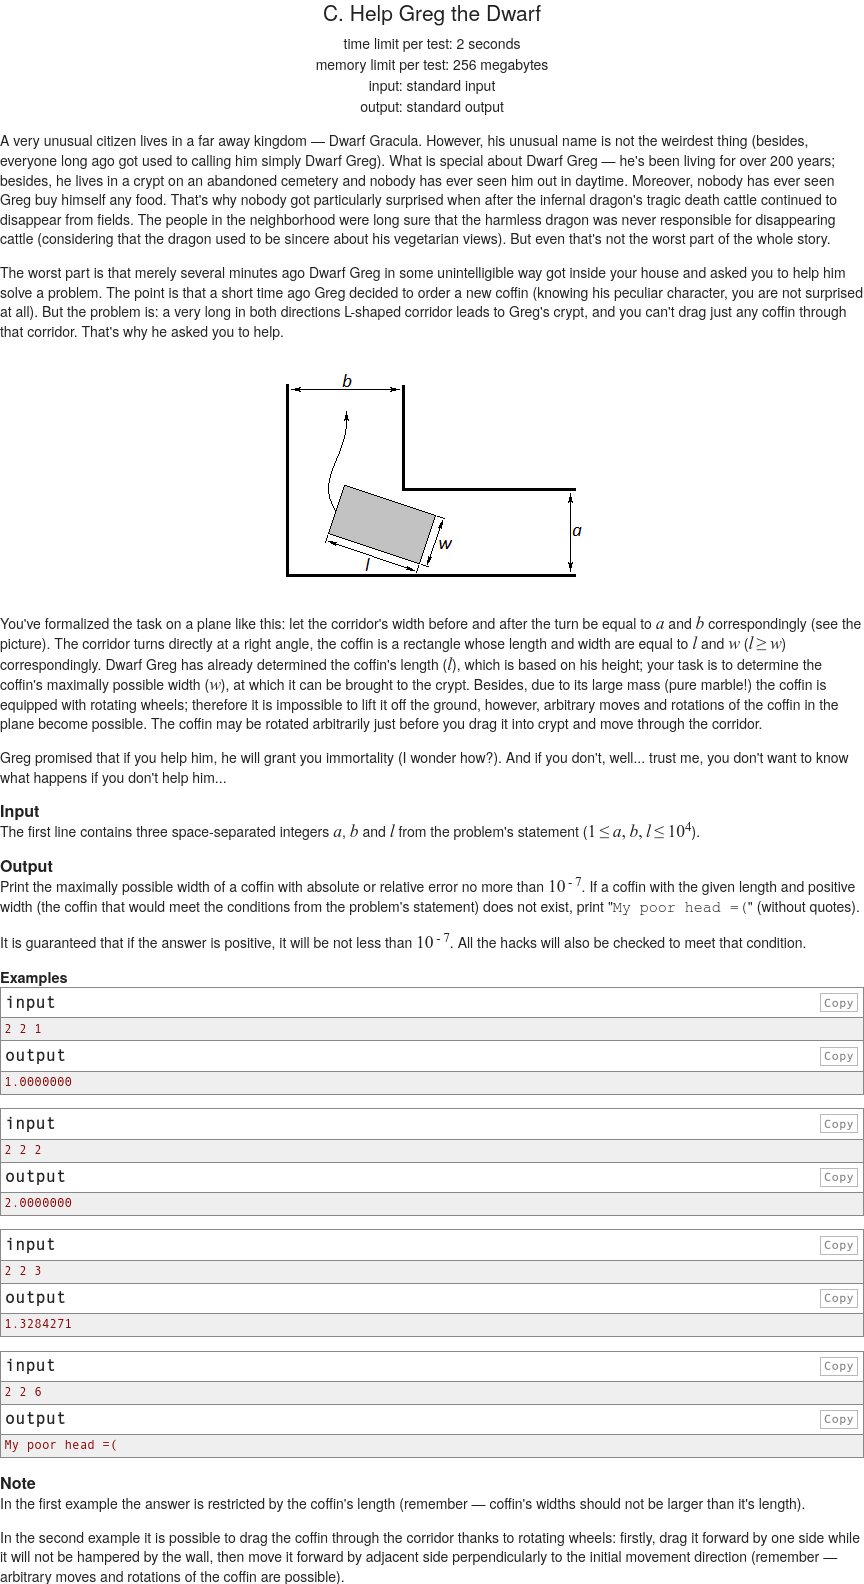 C. Help Greg the Dwarf
time limit per test: 2 seconds
memory limit per test: 256 megabytes
input: standard input
output: standard output
A very unusual citizen lives in a far away kingdom — Dwarf Gracula. However, his unusual name is not the weirdest thing (besides,
everyone long ago got used to calling him simply Dwarf Greg). What is special about Dwarf Greg — he's been living for over 200 years;
besides, he lives in a crypt on an abandoned cemetery and nobody has ever seen him out in daytime. Moreover, nobody has ever seen
Greg buy himself any food. That's why nobody got particularly surprised when after the infernal dragon's tragic death cattle continued to
disappear from fields. The people in the neighborhood were long sure that the harmless dragon was never responsible for disappearing
cattle (considering that the dragon used to be sincere about his vegetarian views). But even that's not the worst part of the whole story.
The worst part is that merely several minutes ago Dwarf Greg in some unintelligible way got inside your house and asked you to help him
solve a problem. The point is that a short time ago Greg decided to order a new coffin (knowing his peculiar character, you are not surprised
at all). But the problem is: a very long in both directions L-shaped corridor leads to Greg's crypt, and you can't drag just any coffin through
that corridor. That's why he asked you to help.
b
a
w
l
You've formalized the task on a plane like this: let the corridor's width before and after the turn be equal to a and b correspondingly (see the
picture). The corridor turns directly at a right angle, the coffin is a rectangle whose length and width are equal to l and w (l ≥ w)
correspondingly. Dwarf Greg has already determined the coffin's length (l), which is based on his height; your task is to determine the
coffin's maximally possible width (w), at which it can be brought to the crypt. Besides, due to its large mass (pure marble!) the coffin is
equipped with rotating wheels; therefore it is impossible to lift it off the ground, however, arbitrary moves and rotations of the coffin in the
plane become possible. The coffin may be rotated arbitrarily just before you drag it into crypt and move through the corridor.
Greg promised that if you help him, he will grant you immortality (I wonder how?). And if you don't, well... trust me, you don't want to know
what happens if you don't help him...
Input
The first line contains three space-separated integers a, b and l from the problem's statement (1 ≤ a, b, l ≤ 10^4).
Output
Print the maximally possible width of a coffin with absolute or relative error no more than 10^-7. If a coffin with the given length and positive
width (the coffin that would meet the conditions from the problem's statement) does not exist, print "My poor head =(" (without quotes).
It is guaranteed that if the answer is positive, it will be not less than 10^-7. All the hacks will also be checked to meet that condition.
Examples
input
Copy
2 2 1
output
Copy
1.0000000
input
Copy
2 2 2
output
Copy
2.0000000
input
Copy
2 2 3
output
Copy
1.3284271
input
Copy
2 2 6
output
Copy
My poor head =(
Note
In the first example the answer is restricted by the coffin's length (remember — coffin's widths should not be larger than it's length).
In the second example it is possible to drag the coffin through the corridor thanks to rotating wheels: firstly, drag it forward by one side while
it will not be hampered by the wall, then move it forward by adjacent side perpendicularly to the initial movement direction (remember —
arbitrary moves and rotations of the coffin are possible).